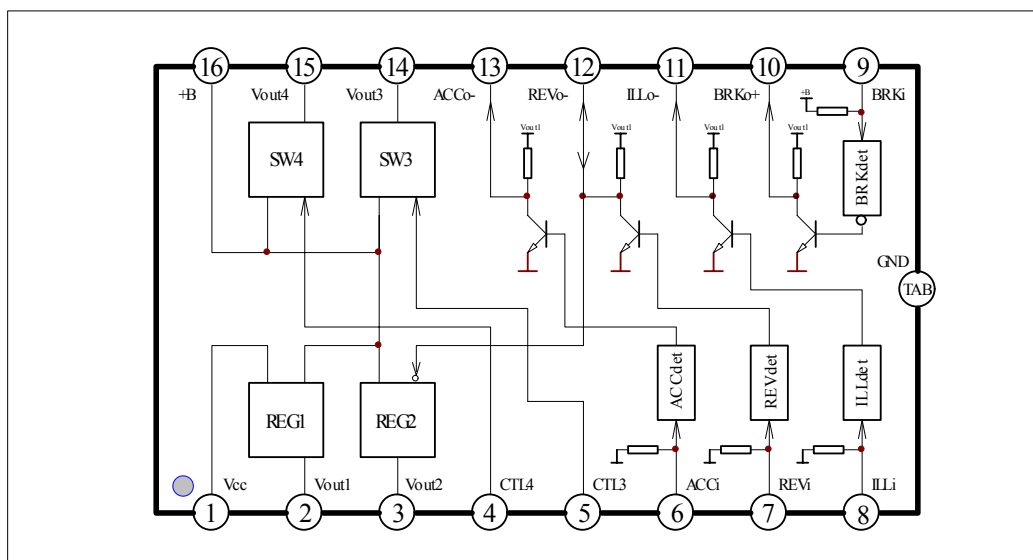 16 15 14 13 12 11 10 9
+B Vout4 Vout3 ACCo- REVo- ILLo- BRKo+ BRKi
+B
SW4 SW3 Vout1 Vout1 Vout1 Vout1 BRKdet
GND
TAB
REG1 REG2 ACCdet REVdet ILLdet
Vcc Vout1 Vout2 CTL4 CTL3 ACCi REVi ILLi
1 2 3 4 5 6 7 8